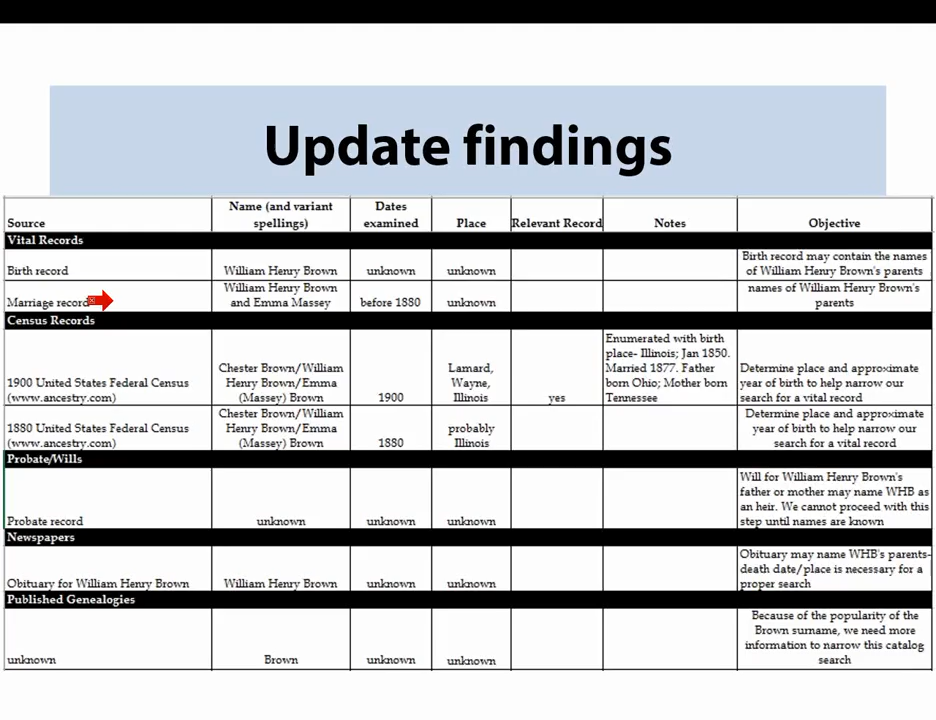 Update findings
Source | Name (and variant spellings) | Dates examined | Place | Relevant Record | Notes | Objective
Vital Records
Birth record | William Henry Brown | unknown | unknown | | | Birth record may contain the names of William Henry Brown's parents
Marriage record | William Henry Brown and Emma Massey | before 1880 | unknown | | | names of William Henry Brown's parents
Census Records
1900 United States Federal Census (www.ancestry.com) | Chester Brown/William Henry Brown/Emma (Massey) Brown | 1900 | Lamard, Wayne, Illinois | yes | Enumerated with birth place- Illinois; Jan 1850. Married 1877. Father born Ohio; Mother born Tennessee | Determine place and approximate year of birth to help narrow our search for a vital record
1880 United States Federal Census (www.ancestry.com) | Chester Brown/William Henry Brown/Emma (Massey) Brown | 1880 | probably Illinois | | | Determine place and approximate year of birth to help narrow our search for a vital record
Probate/Wills
Probate record | unknown | unknown | unknown | | | Will for William Henry Brown's father or mother may name WHB as an heir. We cannot proceed with this step until names are known
Newspapers
Obituary for William Henry Brown | William Henry Brown | unknown | unknown | | | Obituary may name WHB's parents- death date/place is necessary for a proper search
Published Genealogies
unknown | Brown | unknown | unknown | | | Because of the popularity of the Brown surname, we need more information to narrow this catalog search